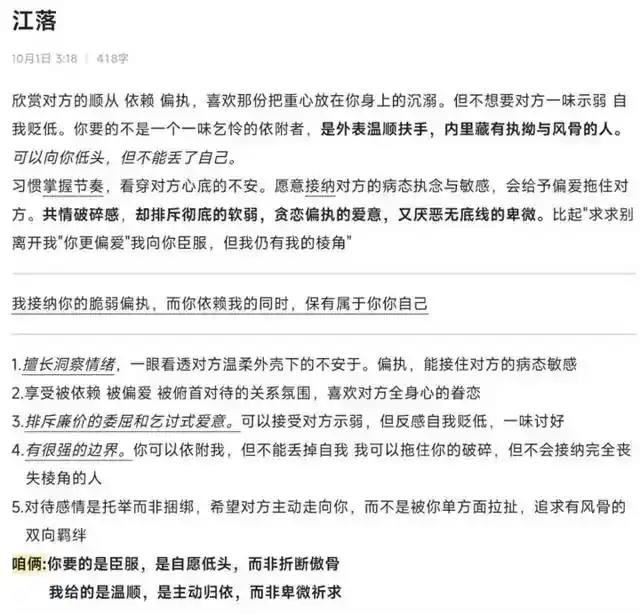 江落
10月1日 3:18 | 418字
欣赏对方的顺从 依赖 偏执，喜欢那份把重心放在你身上的沉溺。但不想要对方一味示弱 自
我贬低。你要的不是一个一味乞怜的依附者，是外表温顺扶手，内里藏有执拗与风骨的人。
可以向你低头，但不能丢了自己。
习惯掌握节奏，看穿对方心底的不安。愿意接纳对方的病态执念与敏感，会给予偏爱拖住对
方。共情破碎感，却排斥彻底的软弱，贪恋偏执的爱意，又厌恶无底线的卑微。比起"求求别
离开我"你更偏爱"我向你臣服，但我仍有我的棱角"
我接纳你的脆弱偏执，而你依赖我的同时，保有属于你你自己
1.擅长洞察情绪，一眼看透对方温柔外壳下的不安于。偏执，能接住对方的病态敏感
2.享受被依赖 被偏爱 被俯首对待的关系氛围，喜欢对方全身心的眷恋
3.排斥廉价的委屈和乞讨式爱意。可以接受对方示弱，但反感自我贬低，一味讨好
4.有很强的边界。你可以依附我，但不能丢掉自我 我可以拖住你的破碎，但不会接纳完全丧
失棱角的人
5.对待感情是托举而非捆绑，希望对方主动走向你，而不是被你单方面拉扯，追求有风骨的
双向羁绊
咱俩:你要的是臣服，是自愿低头，而非折断傲骨
我给的是温顺，是主动归依，而非卑微祈求